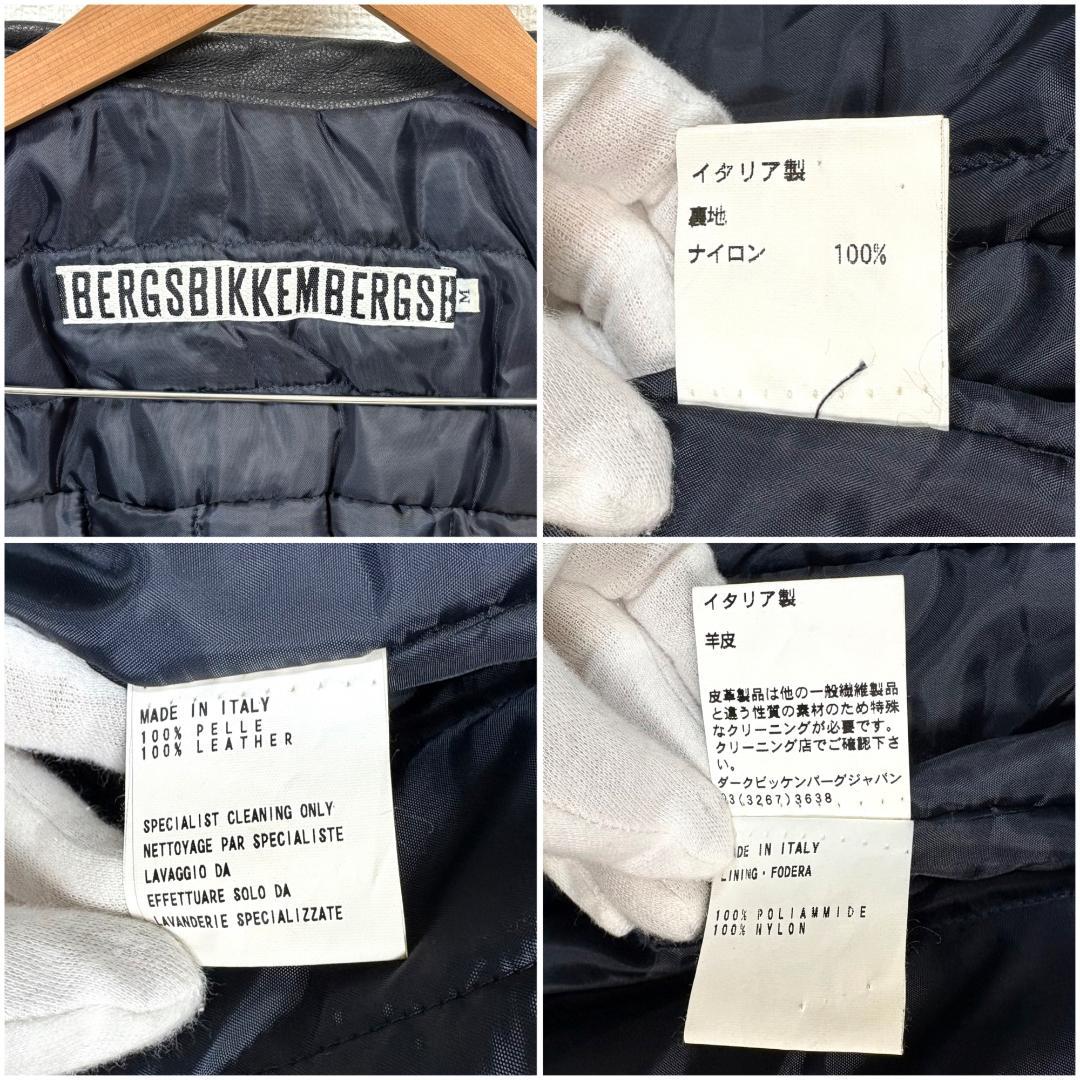 BERGSBIKKEMBERGSB
M
イタリア製
裏地
ナイロン 100%
MADE IN ITALY
100% PELLE
100% LEATHER
SPECIALIST CLEANING ONLY
NETTOYAGE PAR SPECIALISTE
LAVAGGIO DA
EFFETTUARE SOLO DA
LAVANDERIE SPECIALIZZATE
イタリア製
羊皮
皮革製品は他の一般繊維製品
と違う性質の素材のため特殊
なクリーニングが必要です。
クリーニング店でご確認下さ
い。
ダークビッケンバーグジャパン
03(3267)3638
DE IN ITALY
LINING・FODERA
100% POLIAMMIDE
100% NYLON